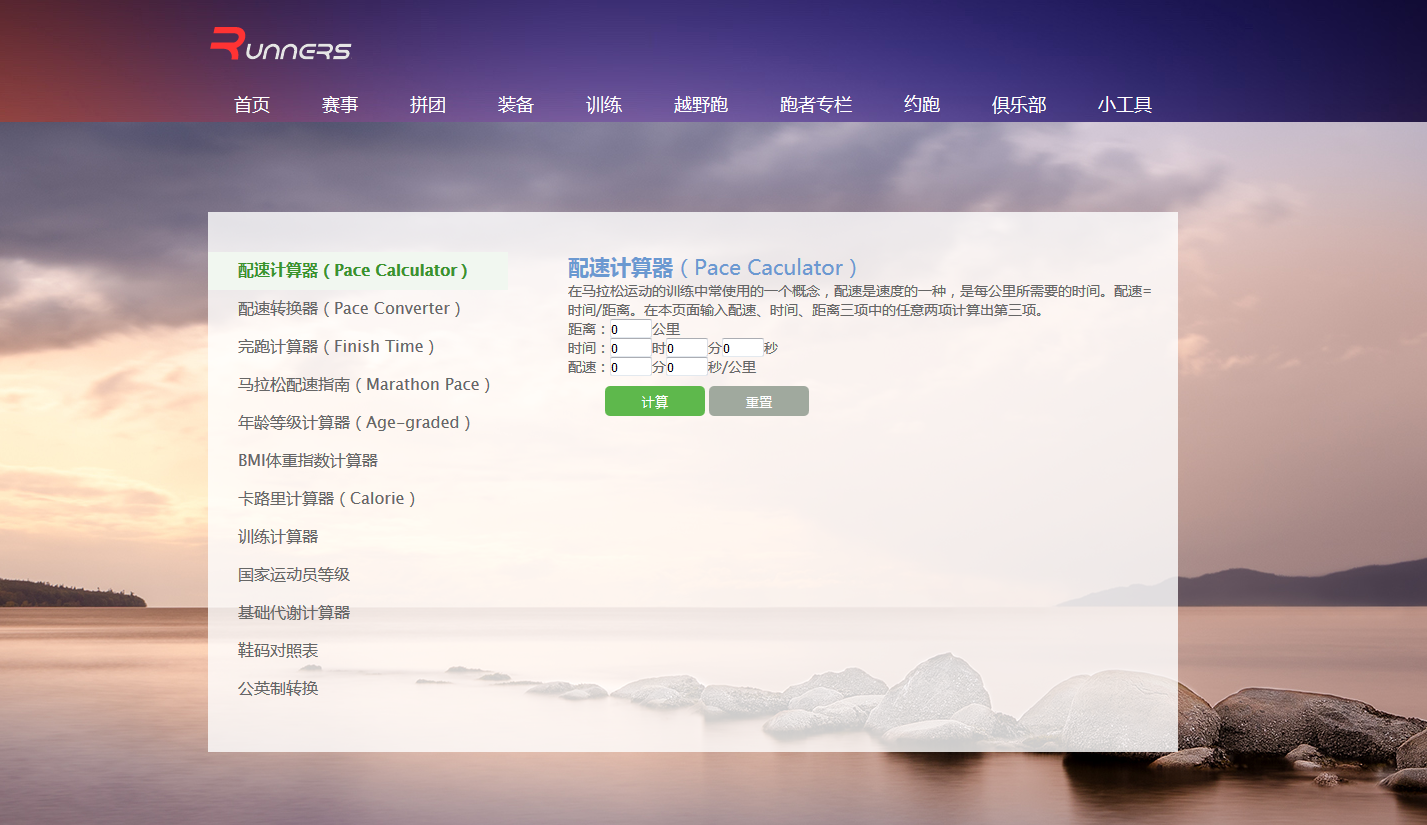 RUNNERS
首页 赛事 拼团 装备 训练 越野跑 跑者专栏 约跑 俱乐部 小工具
配速计算器（Pace Calculator）
配速转换器（Pace Converter）
完跑计算器（Finish Time）
马拉松配速指南（Marathon Pace）
年龄等级计算器（Age-graded）
BMI体重指数计算器
卡路里计算器（Calorie）
训练计算器
国家运动员等级
基础代谢计算器
鞋码对照表
公英制转换
配速计算器（Pace Caculator）
在马拉松运动的训练中常使用的一个概念，配速是速度的一种，是每公里所需要的时间。配速=
时间/距离。在本页面输入配速、时间、距离三项中的任意两项计算出第三项。
距离：0公里
时间：0时0分0秒
配速：0分0秒/公里
计算 重置